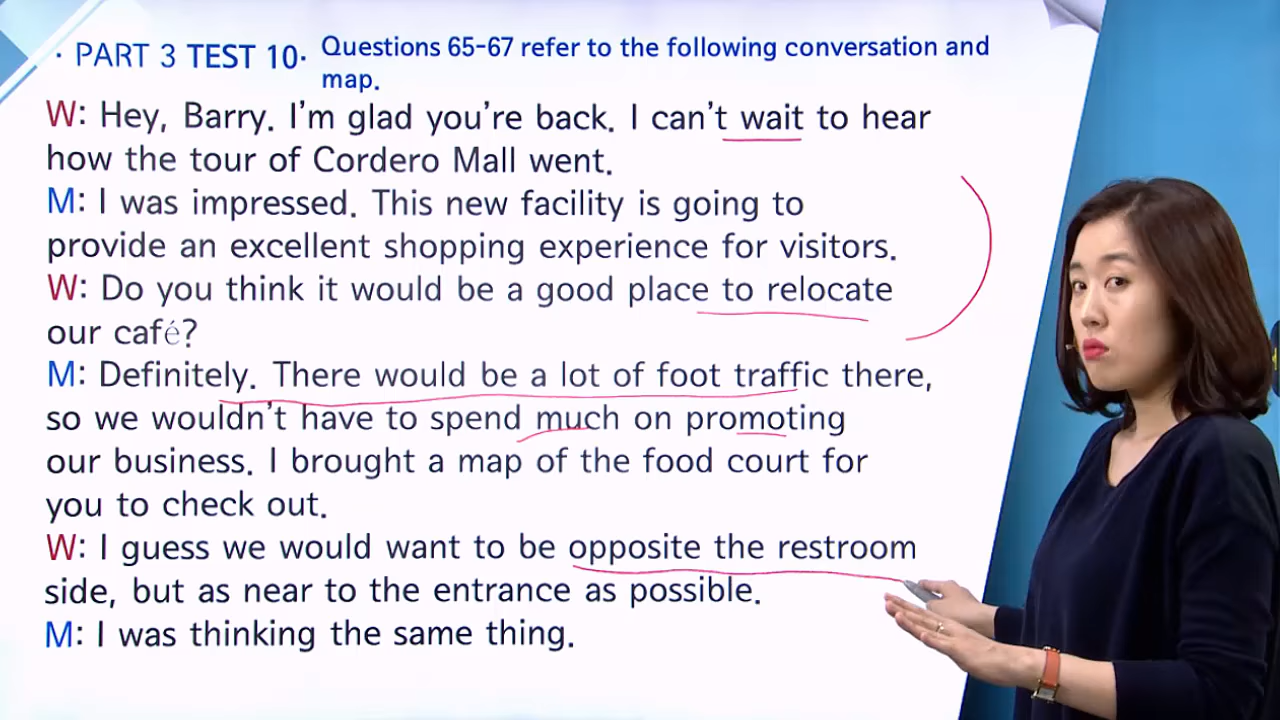 · PART 3 TEST 10·
Questions 65-67 refer to the following conversation and
map.
W: Hey, Barry. I'm glad you're back. I can't wait to hear
how the tour of Cordero Mall went.
M: I was impressed. This new facility is going to
provide an excellent shopping experience for visitors.
W: Do you think it would be a good place to relocate
our café?
M: Definitely. There would be a lot of foot traffic there,
so we wouldn't have to spend much on promoting
our business. I brought a map of the food court for
you to check out.
W: I guess we would want to be opposite the restroom
side, but as near to the entrance as possible.
M: I was thinking the same thing.